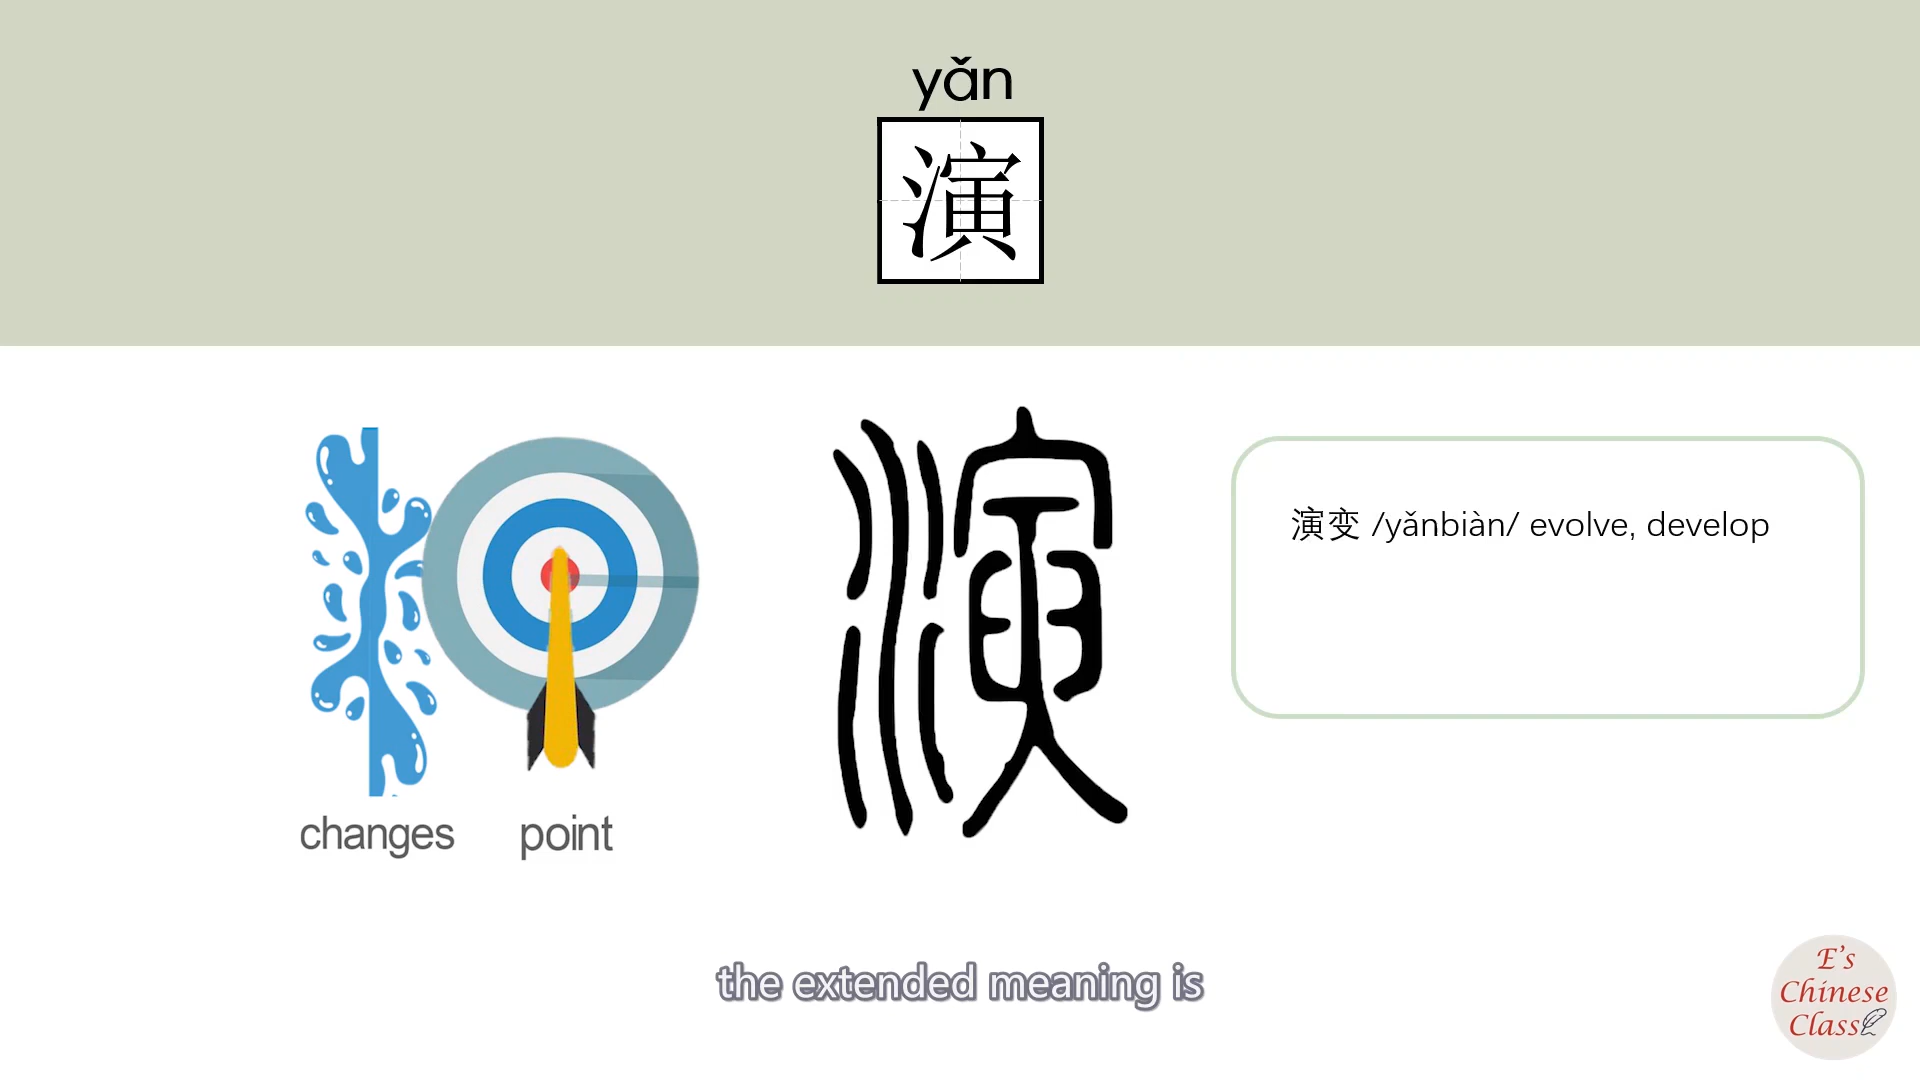 yǎn
演
changes
point
演
演变 /yǎnbiàn/ evolve, develop
the extended meaning is
E's
Chinese
Class